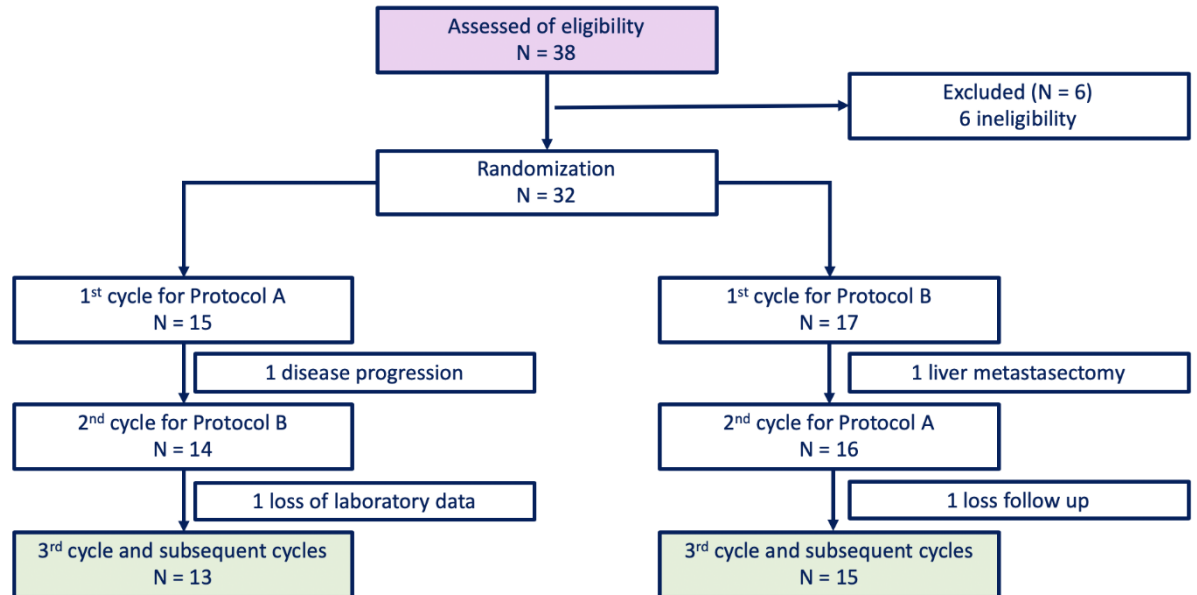 Assessed of eligibility
N = 38
Excluded (N = 6)
6 ineligibility
Randomization
N = 32
1st cycle for Protocol A
N = 15
1st cycle for Protocol B
N = 17
1 disease progression
1 liver metastasectomy
2nd cycle for Protocol B
N = 14
2nd cycle for Protocol A
N = 16
1 loss of laboratory data
1 loss follow up
3rd cycle and subsequent cycles
N = 13
3rd cycle and subsequent cycles
N = 15